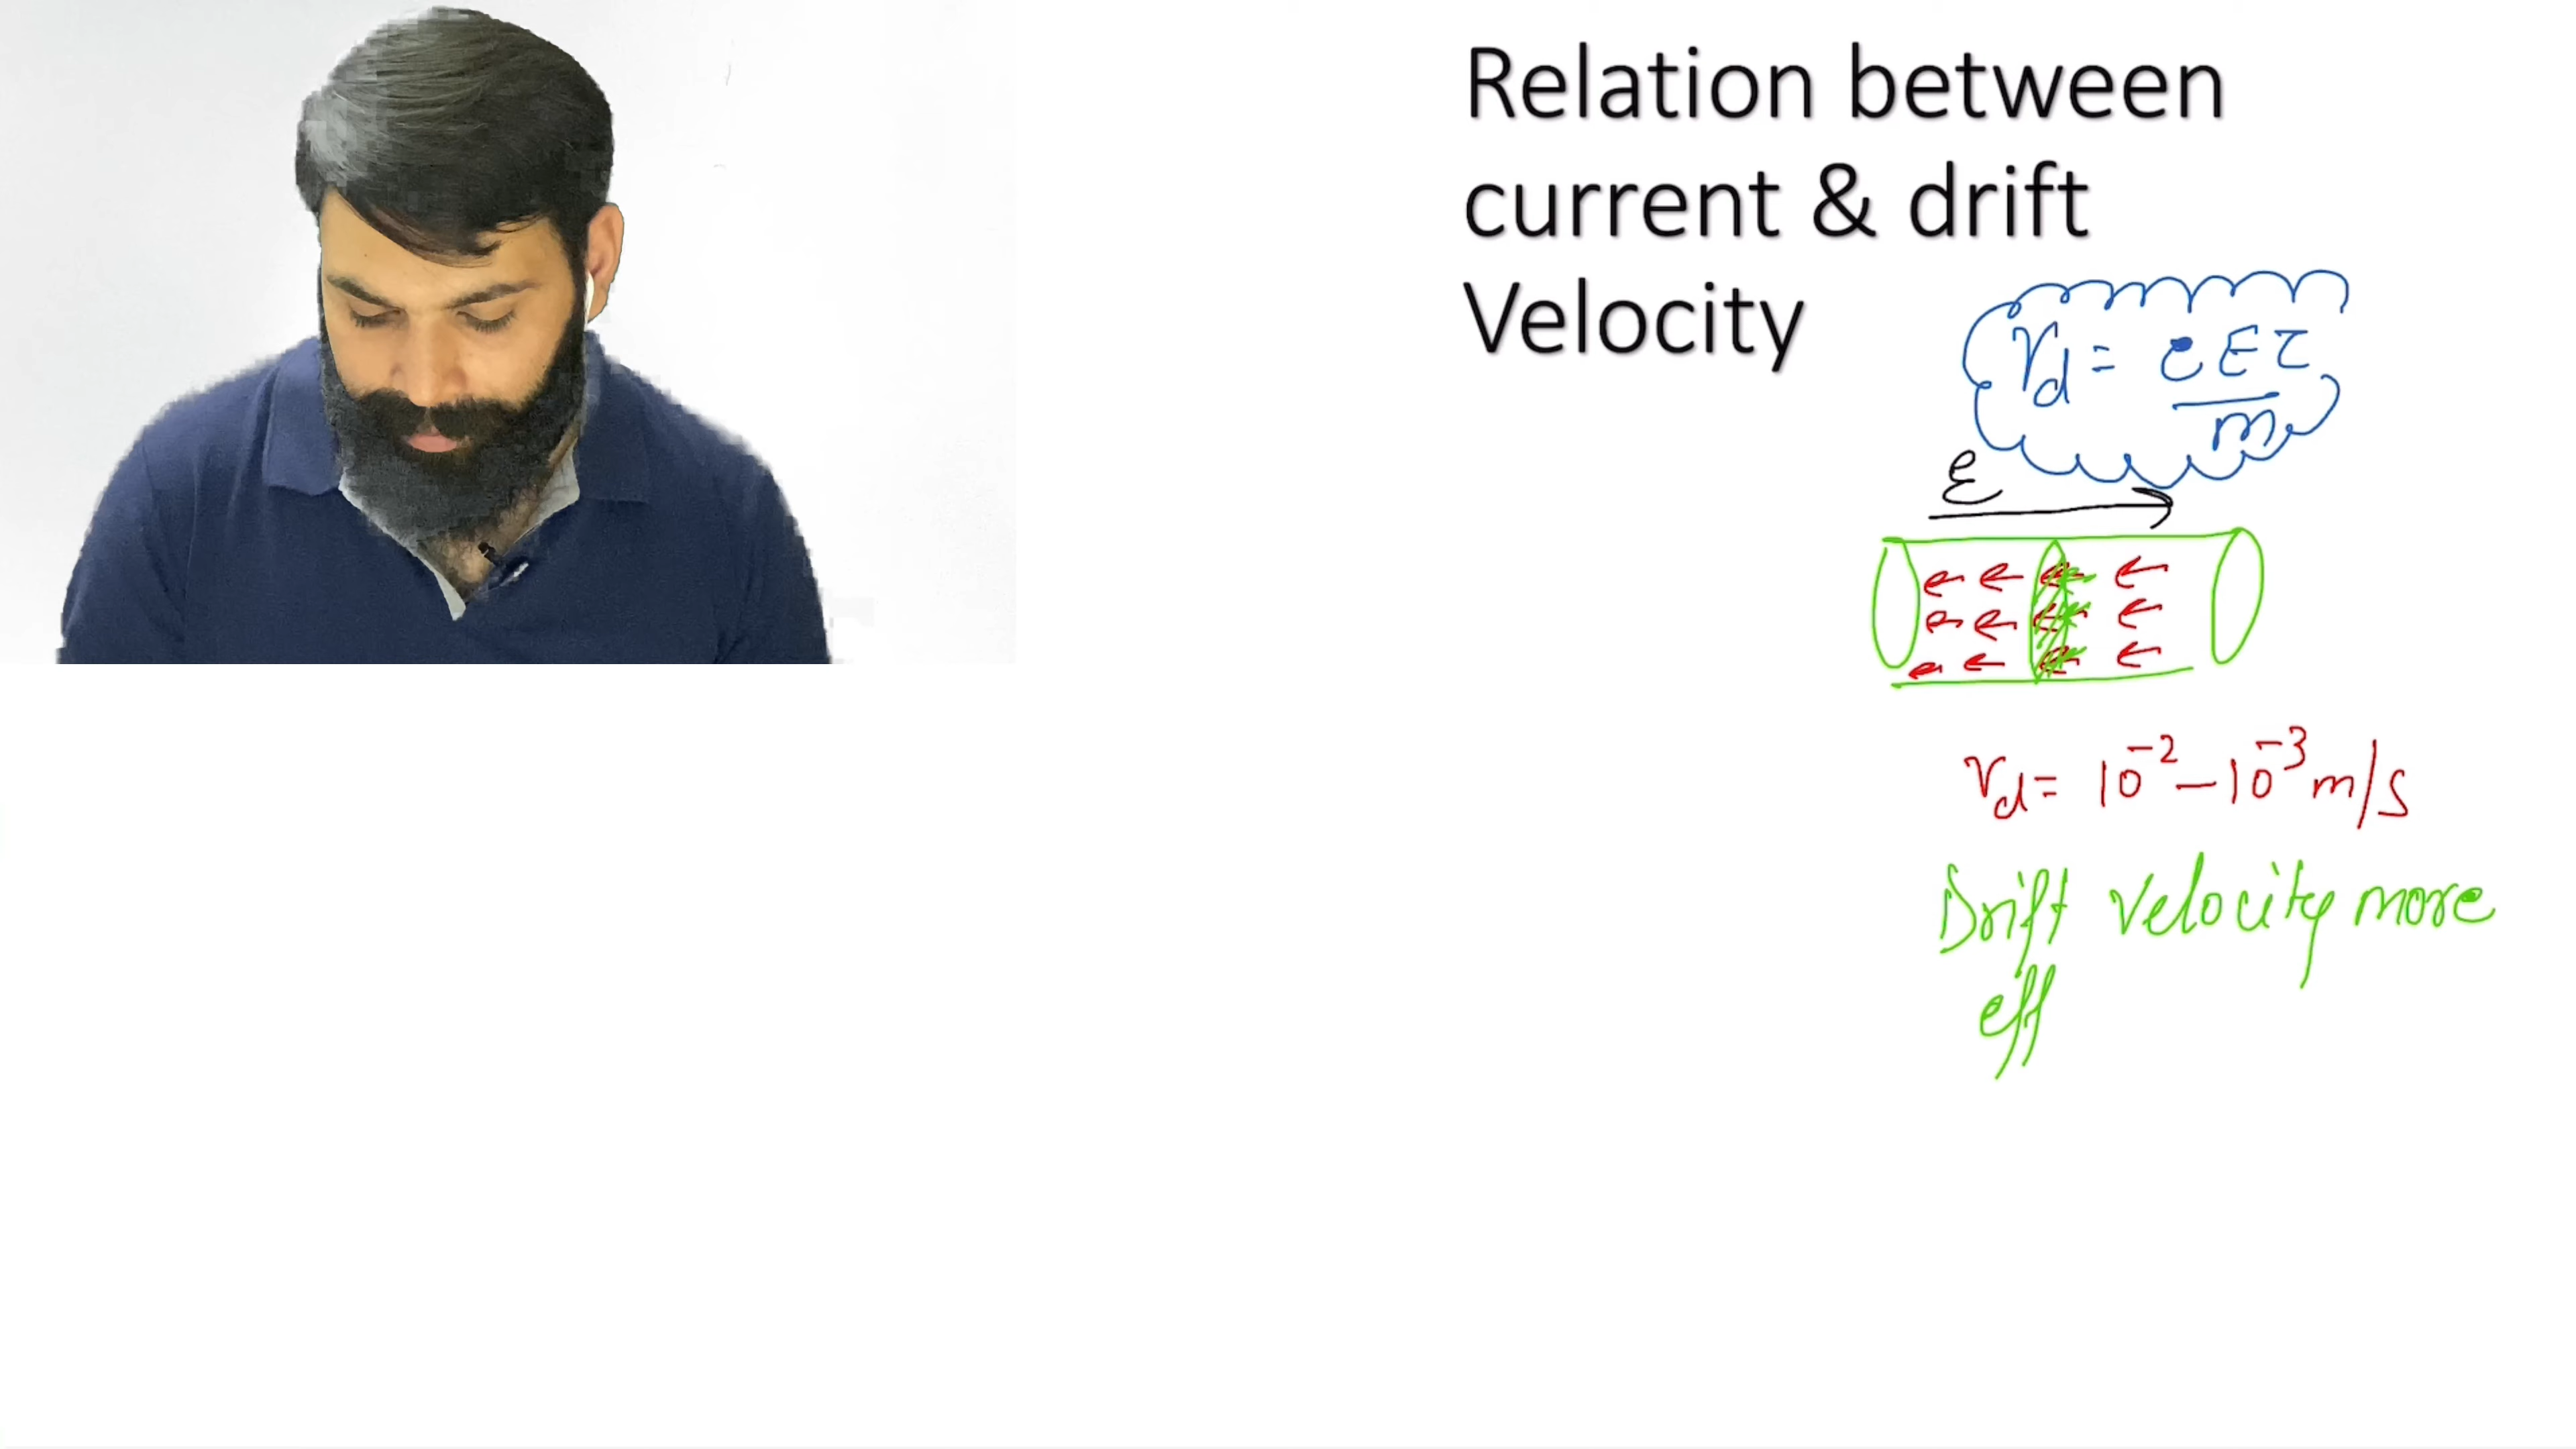 Relation between
current & drift
Velocity
Vd = eEτ
m
E
Vd = 10⁻² – 10⁻³ m/s
Drift Velocity more
eff